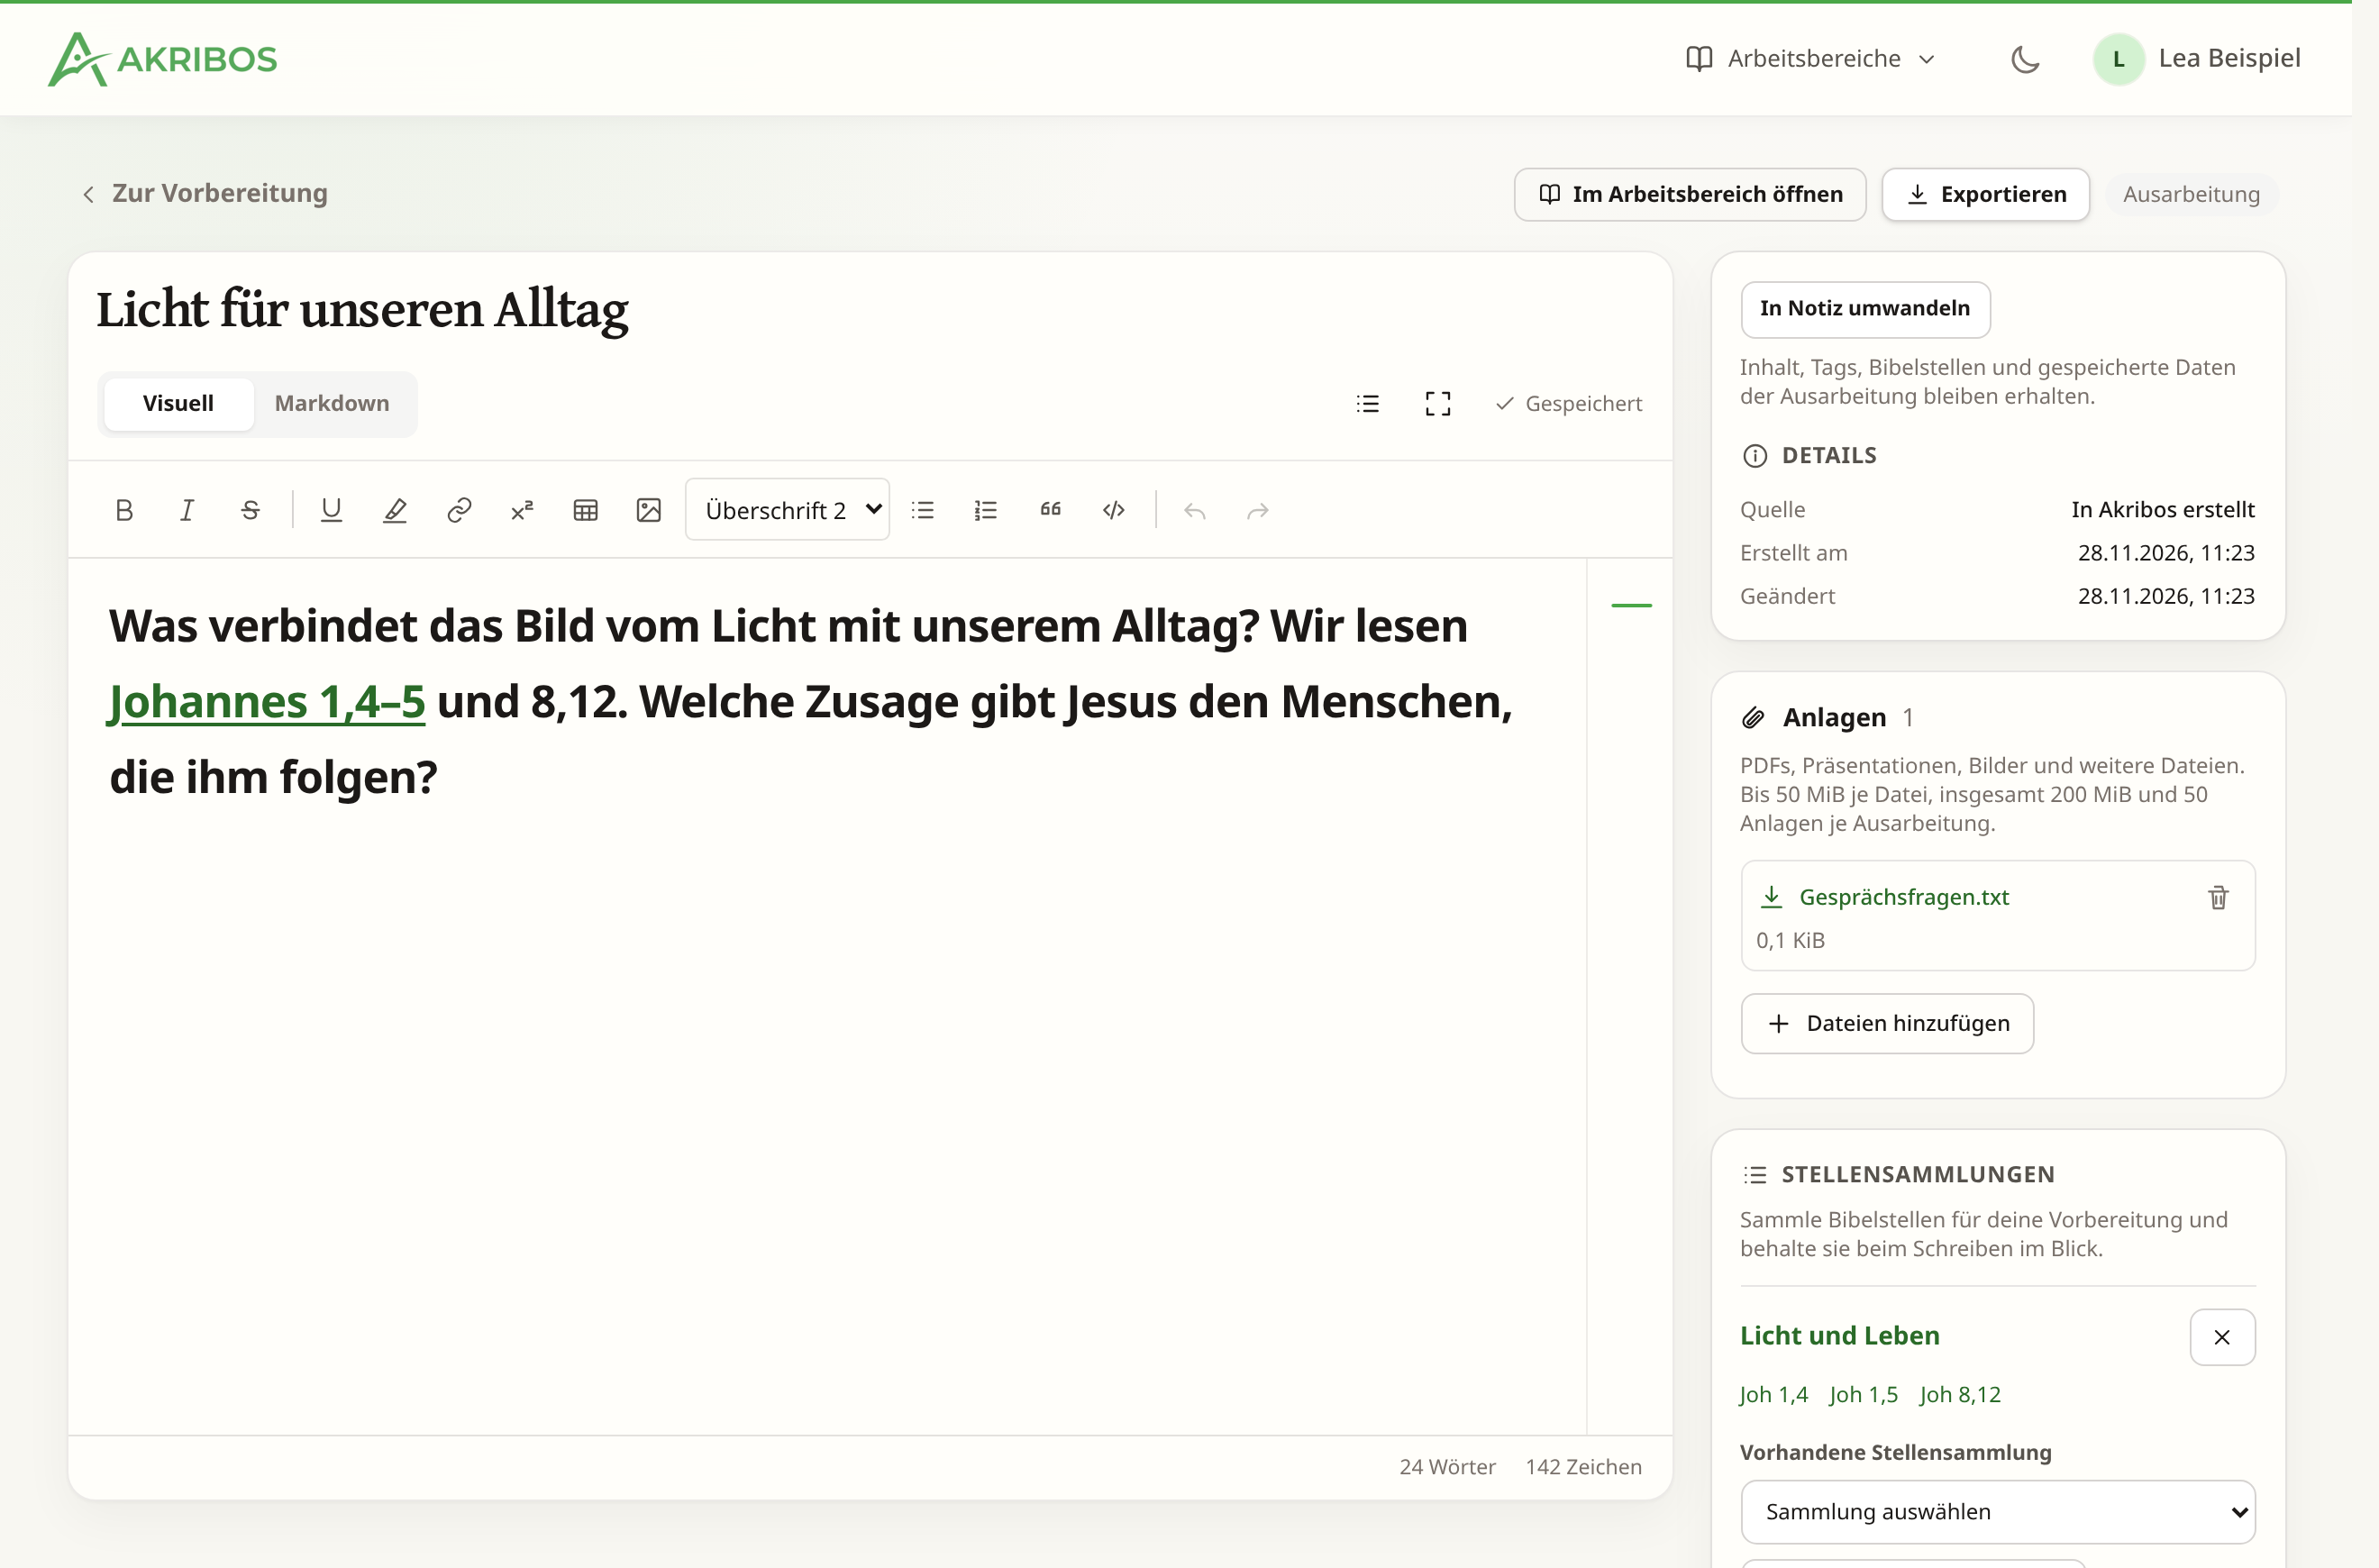 AKRIBOS
Arbeitsbereiche
L
Lea Beispiel
Zur Vorbereitung
Im Arbeitsbereich öffnen
Exportieren
Ausarbeitung
Licht für unseren Alltag
Visuell
Markdown
Gespeichert
B I S U x² Überschrift 2
Was verbindet das Bild vom Licht mit unserem Alltag? Wir lesen
Johannes 1,4–5 und 8,12. Welche Zusage gibt Jesus den Menschen,
die ihm folgen?
24 Wörter
142 Zeichen
In Notiz umwandeln
Inhalt, Tags, Bibelstellen und gespeicherte Daten
der Ausarbeitung bleiben erhalten.
DETAILS
Quelle In Akribos erstellt
Erstellt am 28.11.2026, 11:23
Geändert 28.11.2026, 11:23
Anlagen 1
PDFs, Präsentationen, Bilder und weitere Dateien.
Bis 50 MiB je Datei, insgesamt 200 MiB und 50
Anlagen je Ausarbeitung.
Gesprächsfragen.txt
0,1 KiB
Dateien hinzufügen
STELLENSAMMLUNGEN
Sammle Bibelstellen für deine Vorbereitung und
behalte sie beim Schreiben im Blick.
Licht und Leben
Joh 1,4 Joh 1,5 Joh 8,12
Vorhandene Stellensammlung
Sammlung auswählen